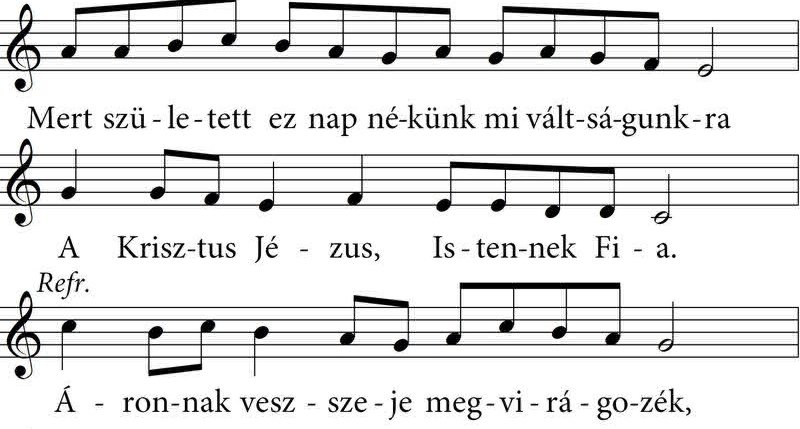 Mert szü - le - tett ez nap né-künk mi vált-sá-gunk - ra
A Krisz-tus Jé - zus, Is - ten-nek Fi - a.
Refr.
Á - ron-nak vesz - sze - je meg - vi - rá - go-zék,